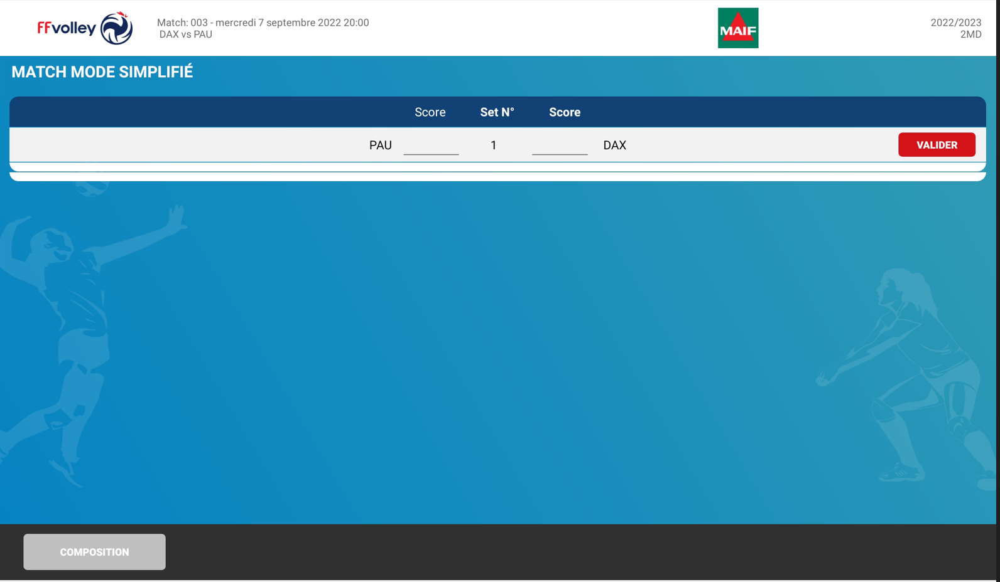 FFvolley
Match: 003 - mercredi 7 septembre 2022 20:00
DAX vs PAU
MAIF
2022/2023
2MD
MATCH MODE SIMPLIFIÉ
Score Set N° Score
PAU 1 DAX VALIDER
COMPOSITION